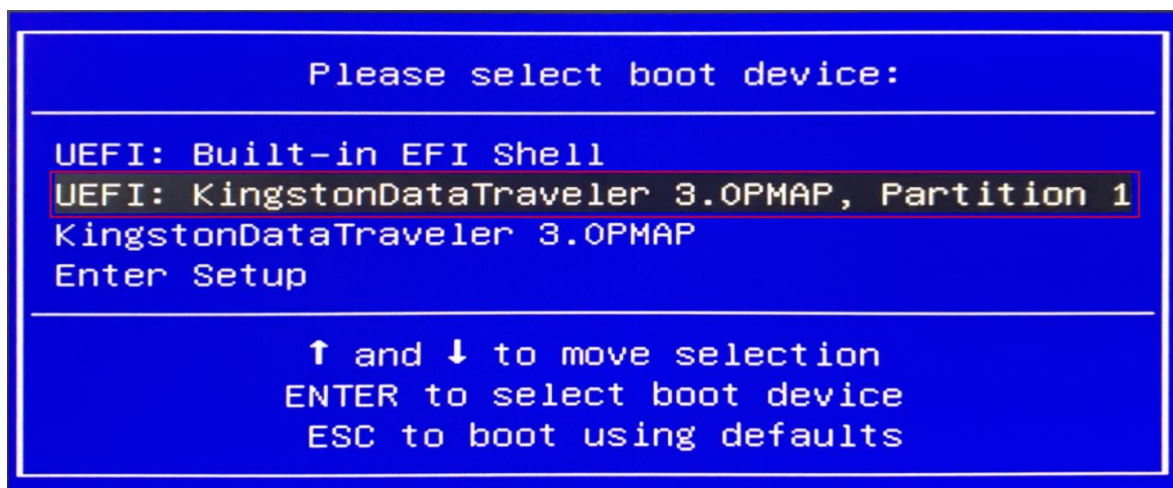 Please select boot device:
UEFI: Built-in EFI Shell
UEFI: KingstonDataTraveler 3.0PMAP, Partition 1
KingstonDataTraveler 3.0PMAP
Enter Setup
↑ and ↓ to move selection
ENTER to select boot device
ESC to boot using defaults